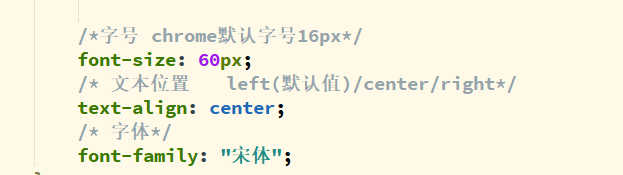 /*字号 chrome默认字号16px*/
font-size: 60px;
/* 文本位置   left(默认值)/center/right*/
text-align: center;
/* 字体*/
font-family: "宋体";
}